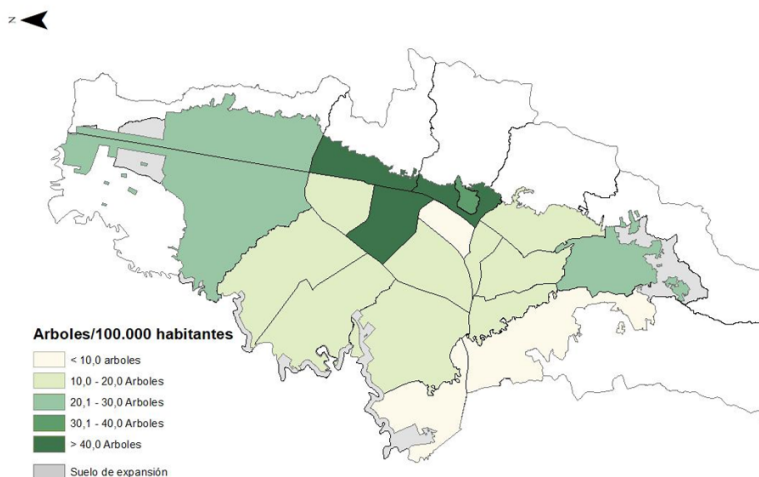 N
Arboles/100.000 habitantes
< 10,0 arboles
10,0 - 20,0 Arboles
20,1 - 30,0 Arboles
30,1 - 40,0 Arboles
> 40,0 Arboles
Suelo de expansión